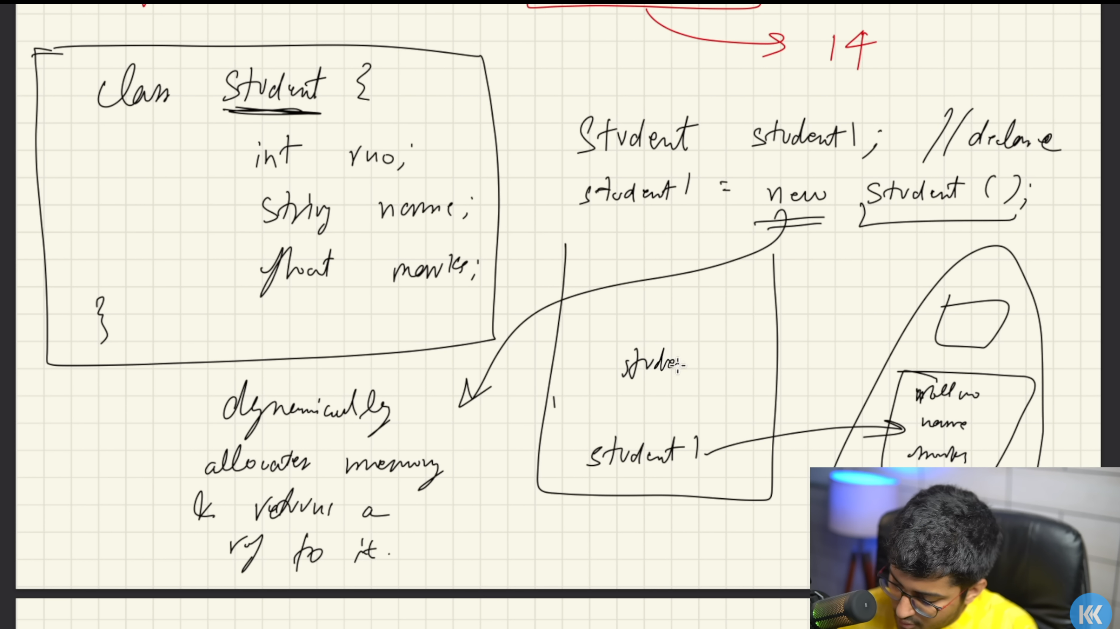 14
class Student {
int rno;
string name;
float marks;
}
Student student1; //declare
student1 = new Student();
dynamically
allocates memory
& returns a
ref to it.
stude
student1
roll no
name
marks
KK